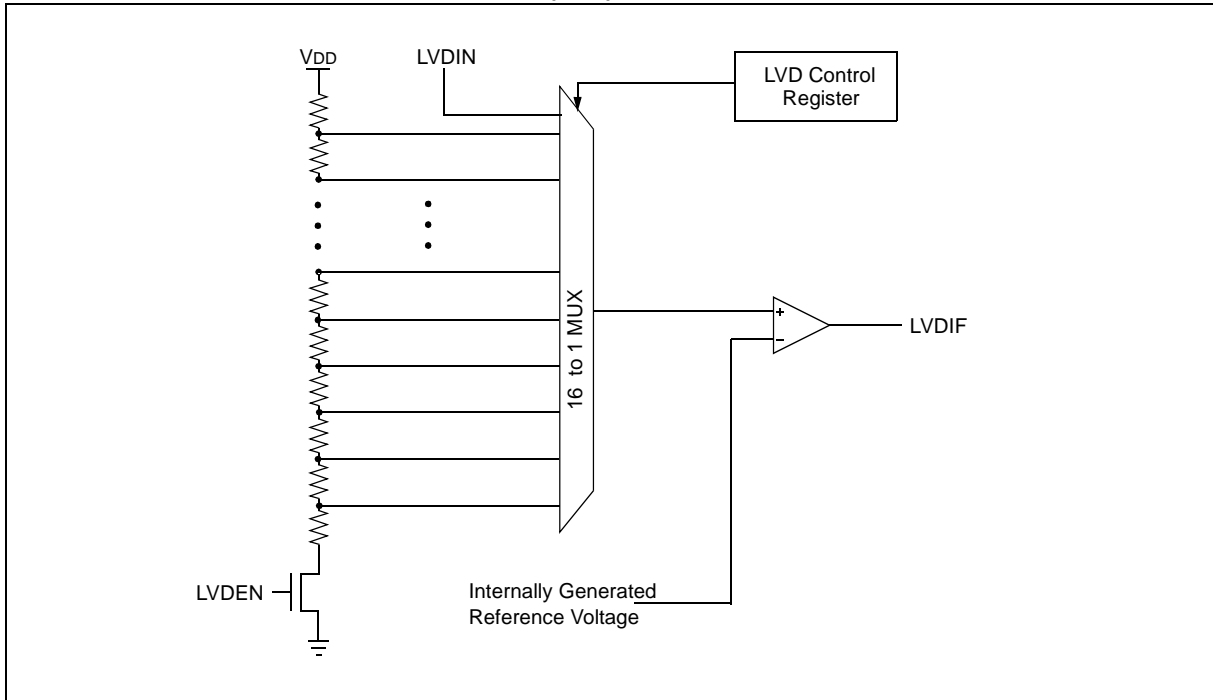 VDD
LVDIN
LVD Control
Register
16 to 1 MUX
+
–
LVDIF
LVDEN
Internally Generated
Reference Voltage